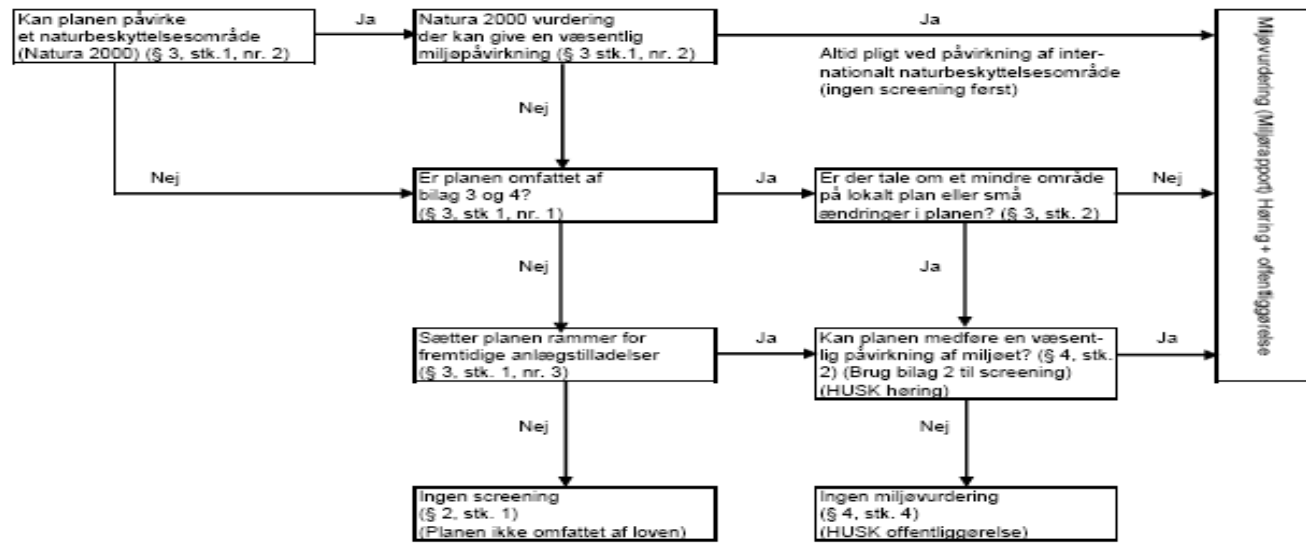 Kan planen påvirke
et naturbeskyttelsesområde
(Natura 2000) (§ 3, stk.1, nr. 2)
Ja
Natura 2000 vurdering
der kan give en væsentlig
miljøpåvirkning (§ 3 stk.1, nr. 2)
Ja
Altid pligt ved påvirkning af inter-
nationalt naturbeskyttelsesområde
(ingen screening først)
Nej
Nej
Er planen omfattet af
bilag 3 og 4?
(§ 3, stk 1, nr. 1)
Ja
Er der tale om et mindre område
på lokalt plan eller små
ændringer i planen? (§ 3, stk. 2)
Nej
Nej
Ja
Sætter planen rammer for
fremtidige anlægstilladelser
(§ 3, stk. 1, nr. 3)
Ja
Kan planen medføre en væsent-
lig påvirkning af miljøet? (§ 4, stk.
2) (Brug bilag 2 til screening)
(HUSK høring)
Ja
Nej
Nej
Ingen screening
(§ 2, stk. 1)
(Planen ikke omfattet af loven)
Ingen miljøvurdering
(§ 4, stk. 4)
(HUSK offentliggørelse)
Miljøvurdering (Miljørapport) Høring + offentliggørelse